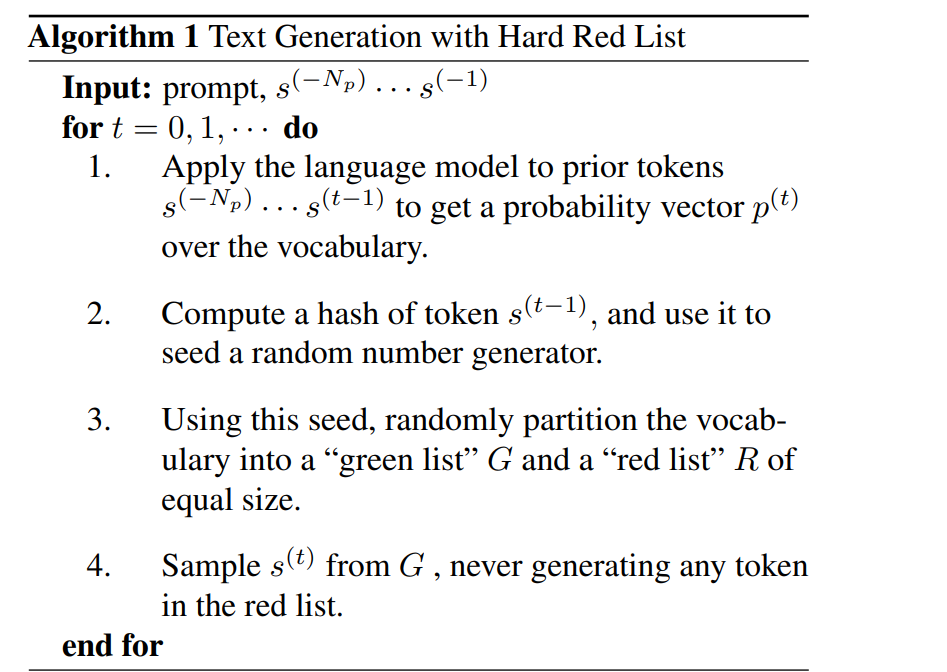 Algorithm 1 Text Generation with Hard Red List
Input: prompt, s^(−N_p) ⋯ s^(−1)
for t = 0, 1, ⋯ do
1. Apply the language model to prior tokens
s^(−N_p) ⋯ s^(t−1) to get a probability vector p^(t)
over the vocabulary.
2. Compute a hash of token s^(t−1), and use it to
seed a random number generator.
3. Using this seed, randomly partition the vocab-
ulary into a “green list” G and a “red list” R of
equal size.
4. Sample s^(t) from G , never generating any token
in the red list.
end for